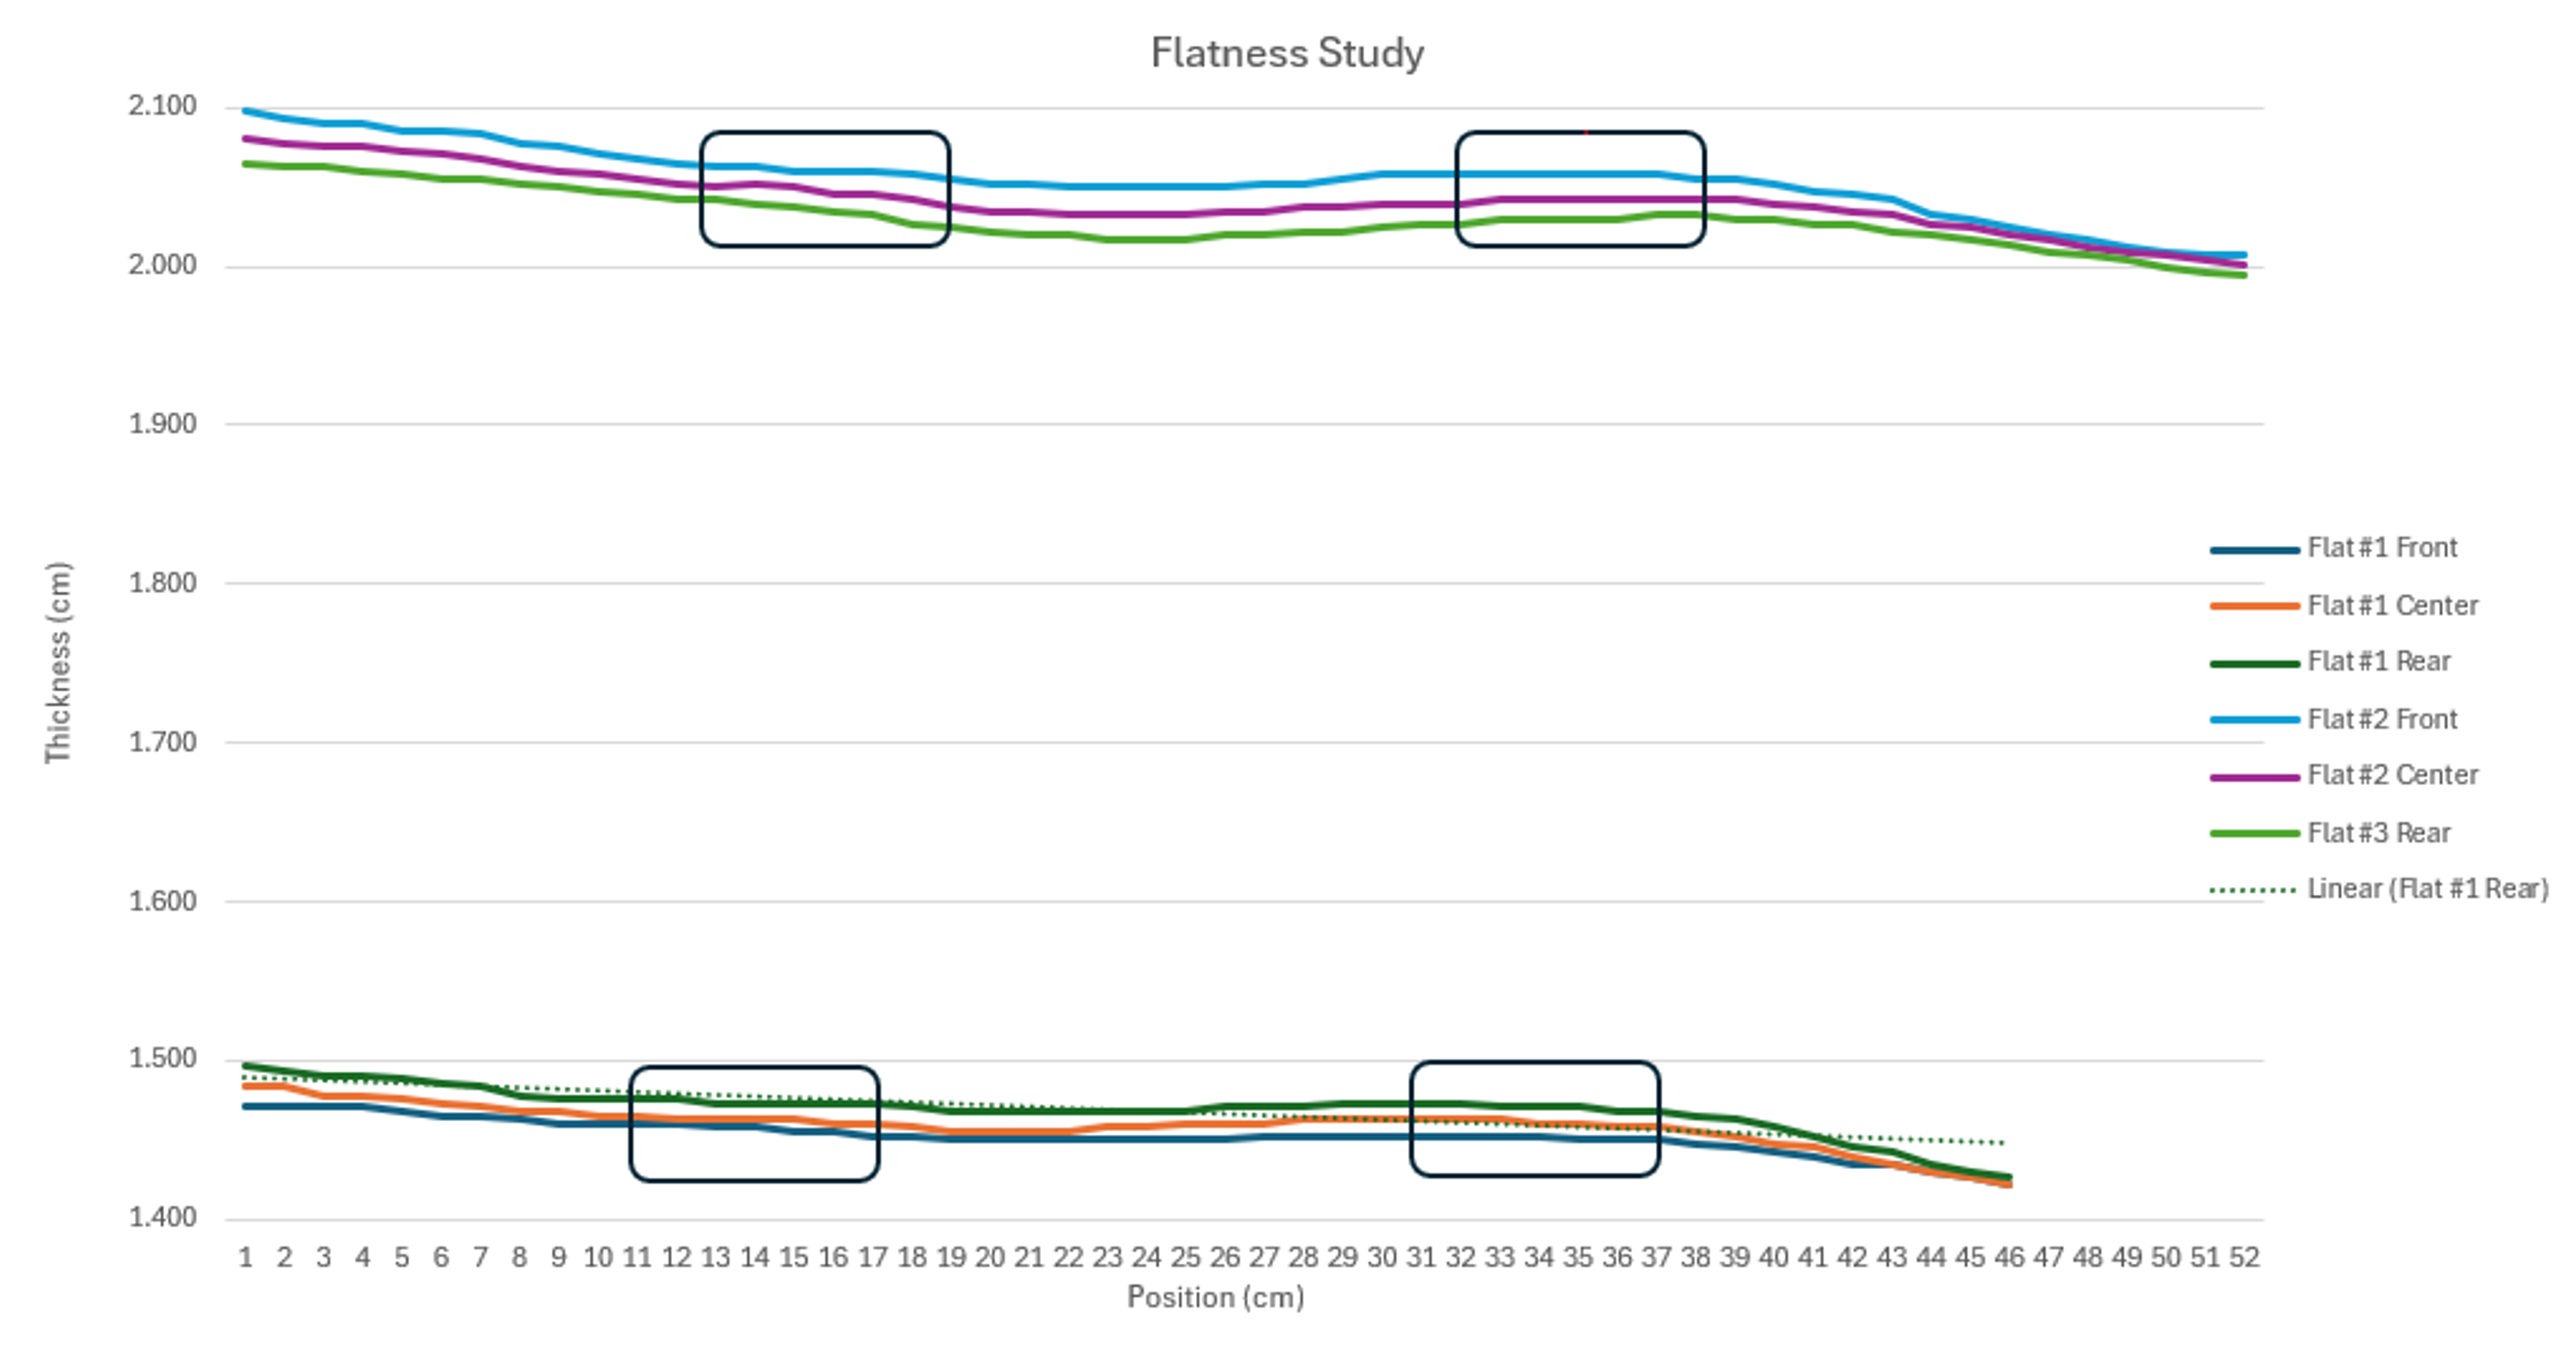 Flatness Study
2.100
2.000
1.900
1.800
1.700
1.600
1.500
1.400
Thickness (cm)
1 2 3 4 5 6 7 8 9 10 11 12 13 14 15 16 17 18 19 20 21 22 23 24 25 26 27 28 29 30 31 32 33 34 35 36 37 38 39 40 41 42 43 44 45 46 47 48 49 50 51 52
Position (cm)
Flat #1 Front
Flat #1 Center
Flat #1 Rear
Flat #2 Front
Flat #2 Center
Flat #3 Rear
Linear (Flat #1 Rear)